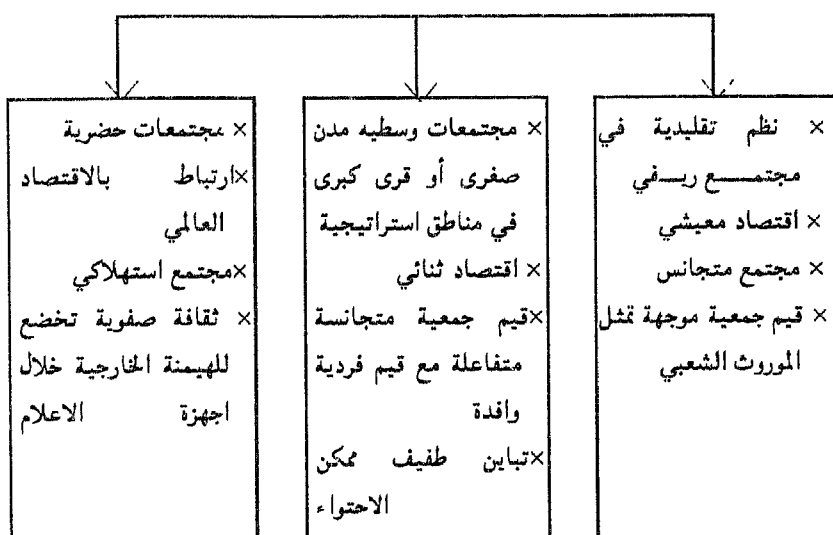 × نظم تقليدية في
مجتمـــع ريــفي
× اقتصاد معيشي
× مجتمع متجانس
× قيم جمعية موجهة تمثل
الموروث الشعبي
× مجتمعات وسطيه مدن
صغرى أو قرى كبرى
في مناطق استراتيجية
× اقتصاد ثنائي
×قيم جمعية متجانسة
متفاعلة مع قيم فردية
وافدة
×تباين طفيف ممكن
الاحتواء
× مجتمعات حضرية
×ارتباط بالاقتصاد
العالمي
×مجتمع استهلاكي
× ثقافة صفوية تخضع
للهيمنة الخارجية خلال
اجهزة الاعلام